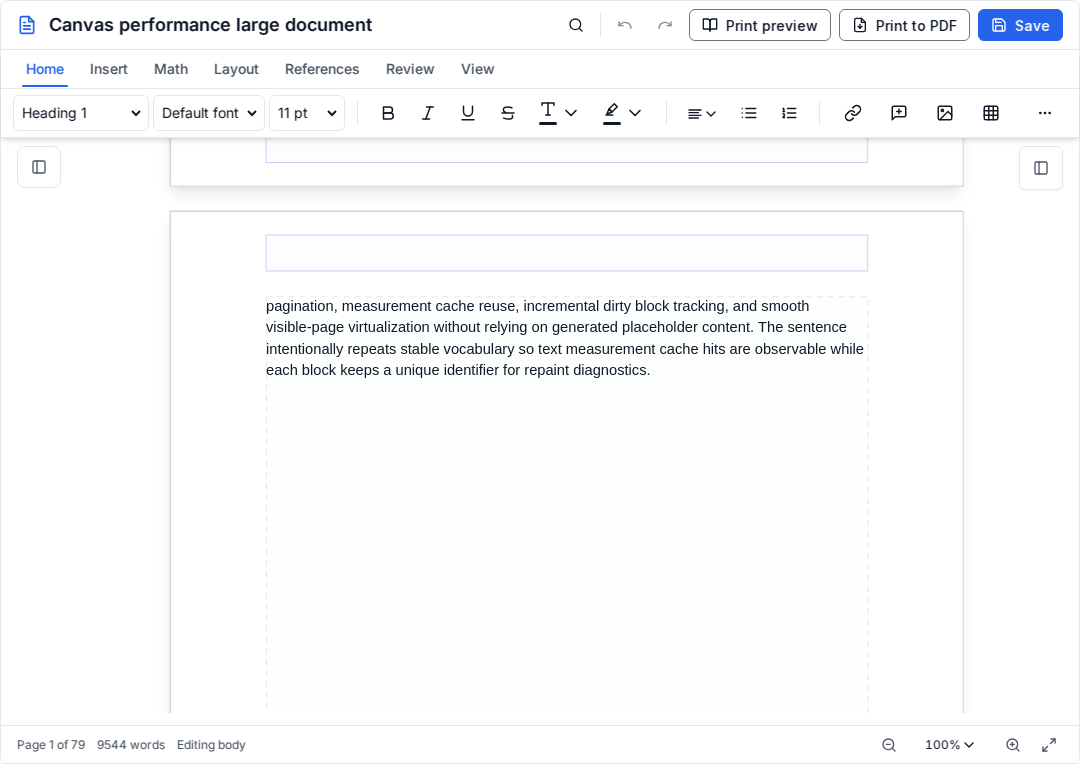 Canvas performance large document
Print preview
Print to PDF
Save
Home
Insert
Math
Layout
References
Review
View
Heading 1
Default font
11 pt
pagination, measurement cache reuse, incremental dirty block tracking, and smooth
visible-page virtualization without relying on generated placeholder content. The sentence
intentionally repeats stable vocabulary so text measurement cache hits are observable while
each block keeps a unique identifier for repaint diagnostics.
Page 1 of 79
9544 words
Editing body
100%